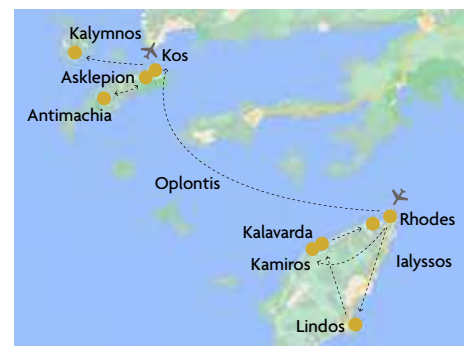 Kalymnos
Kos
Asklepion
Antimachia
Oplontis
Rhodes
Kalavarda
Ialyssos
Kamiros
Lindos